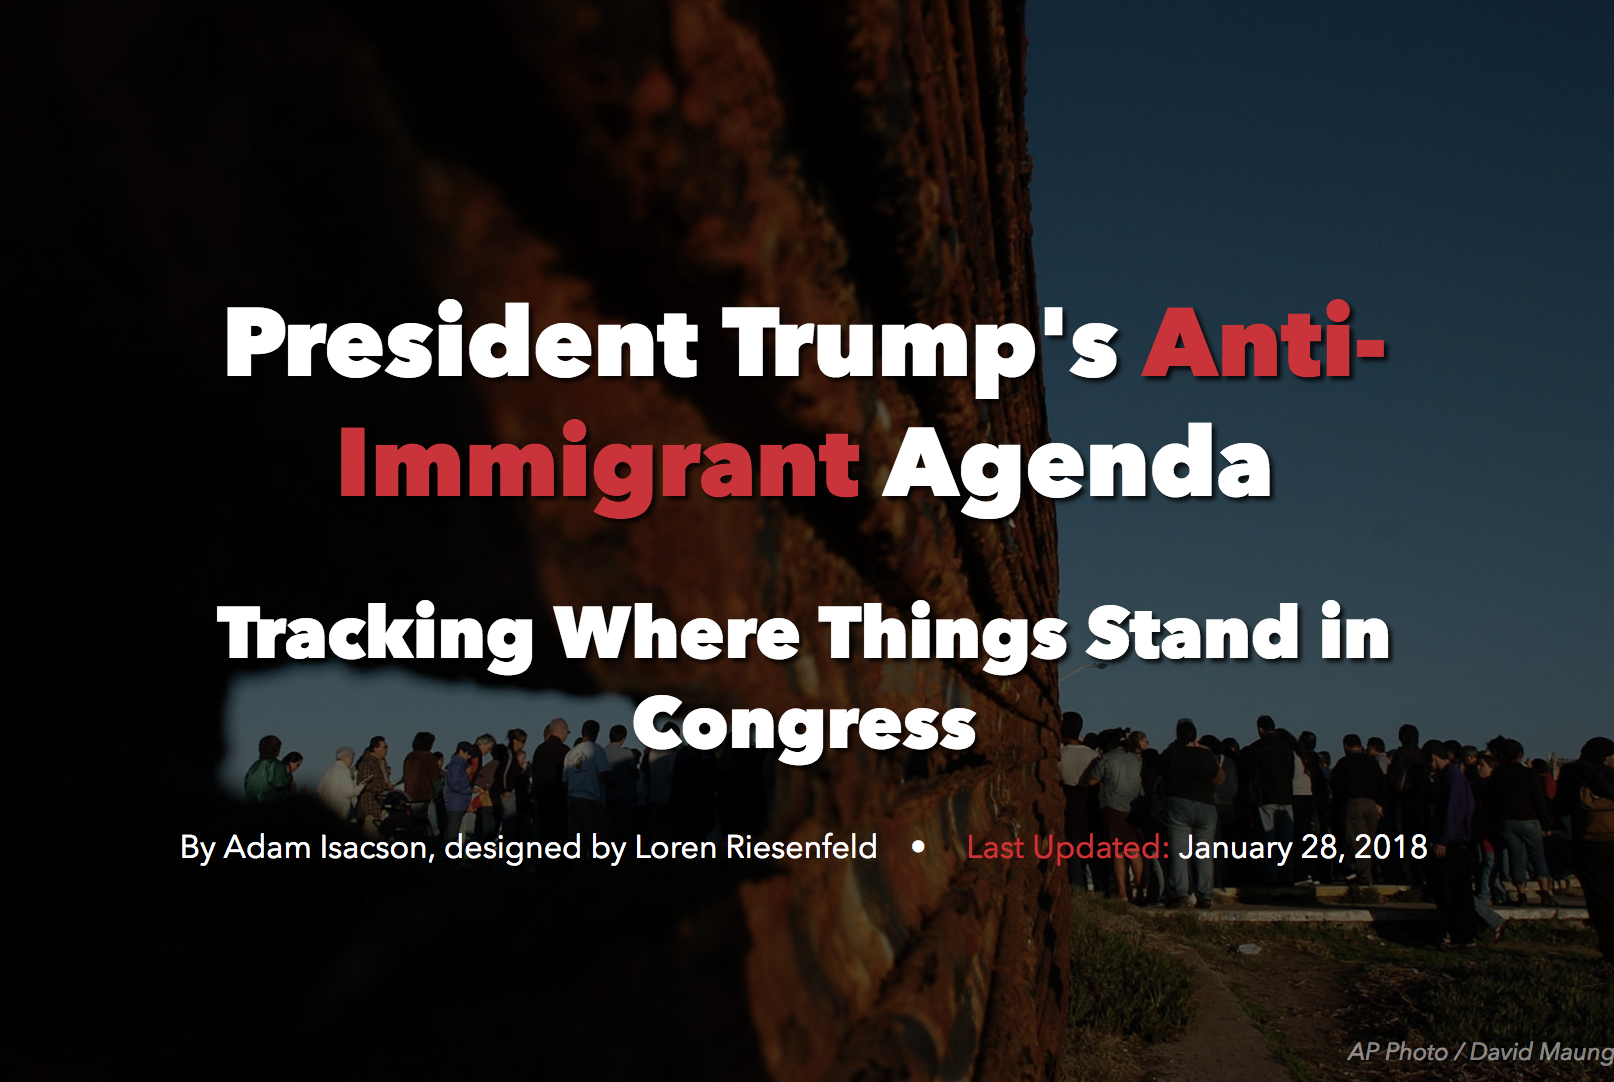 President Trump's Anti-
Immigrant Agenda
Tracking Where Things Stand in
Congress
By Adam Isacson, designed by Loren Riesenfeld • Last Updated: January 28, 2018
AP Photo / David Maung